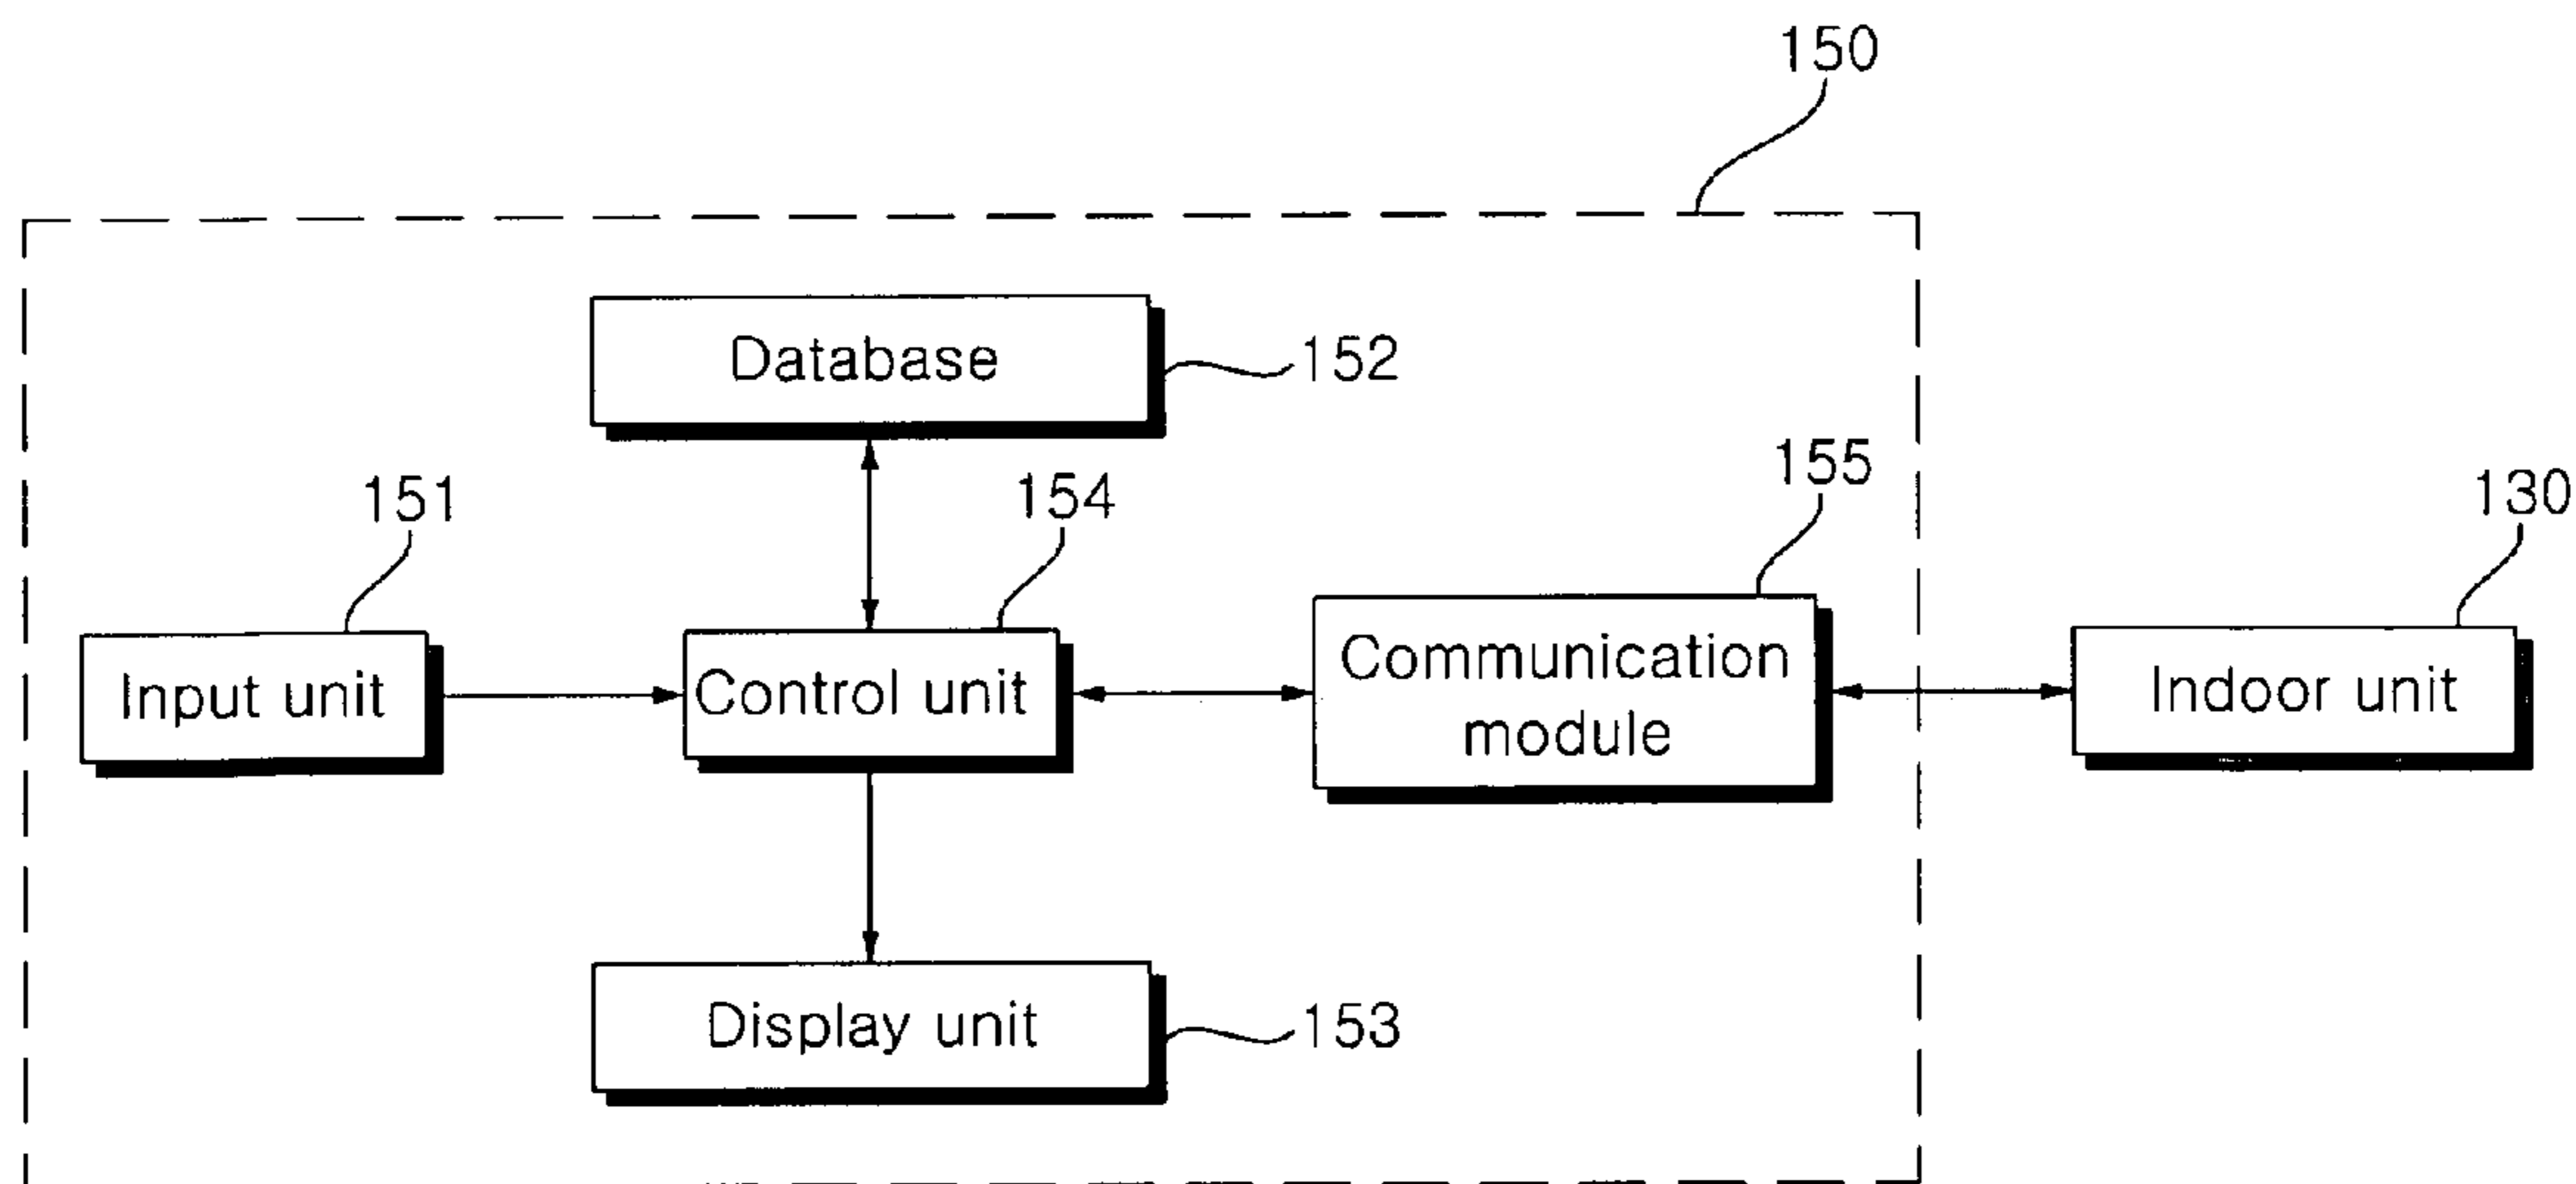 150
Database
152
151
154
155
130
Input unit
Control unit
Communication
module
Indoor unit
Display unit
153